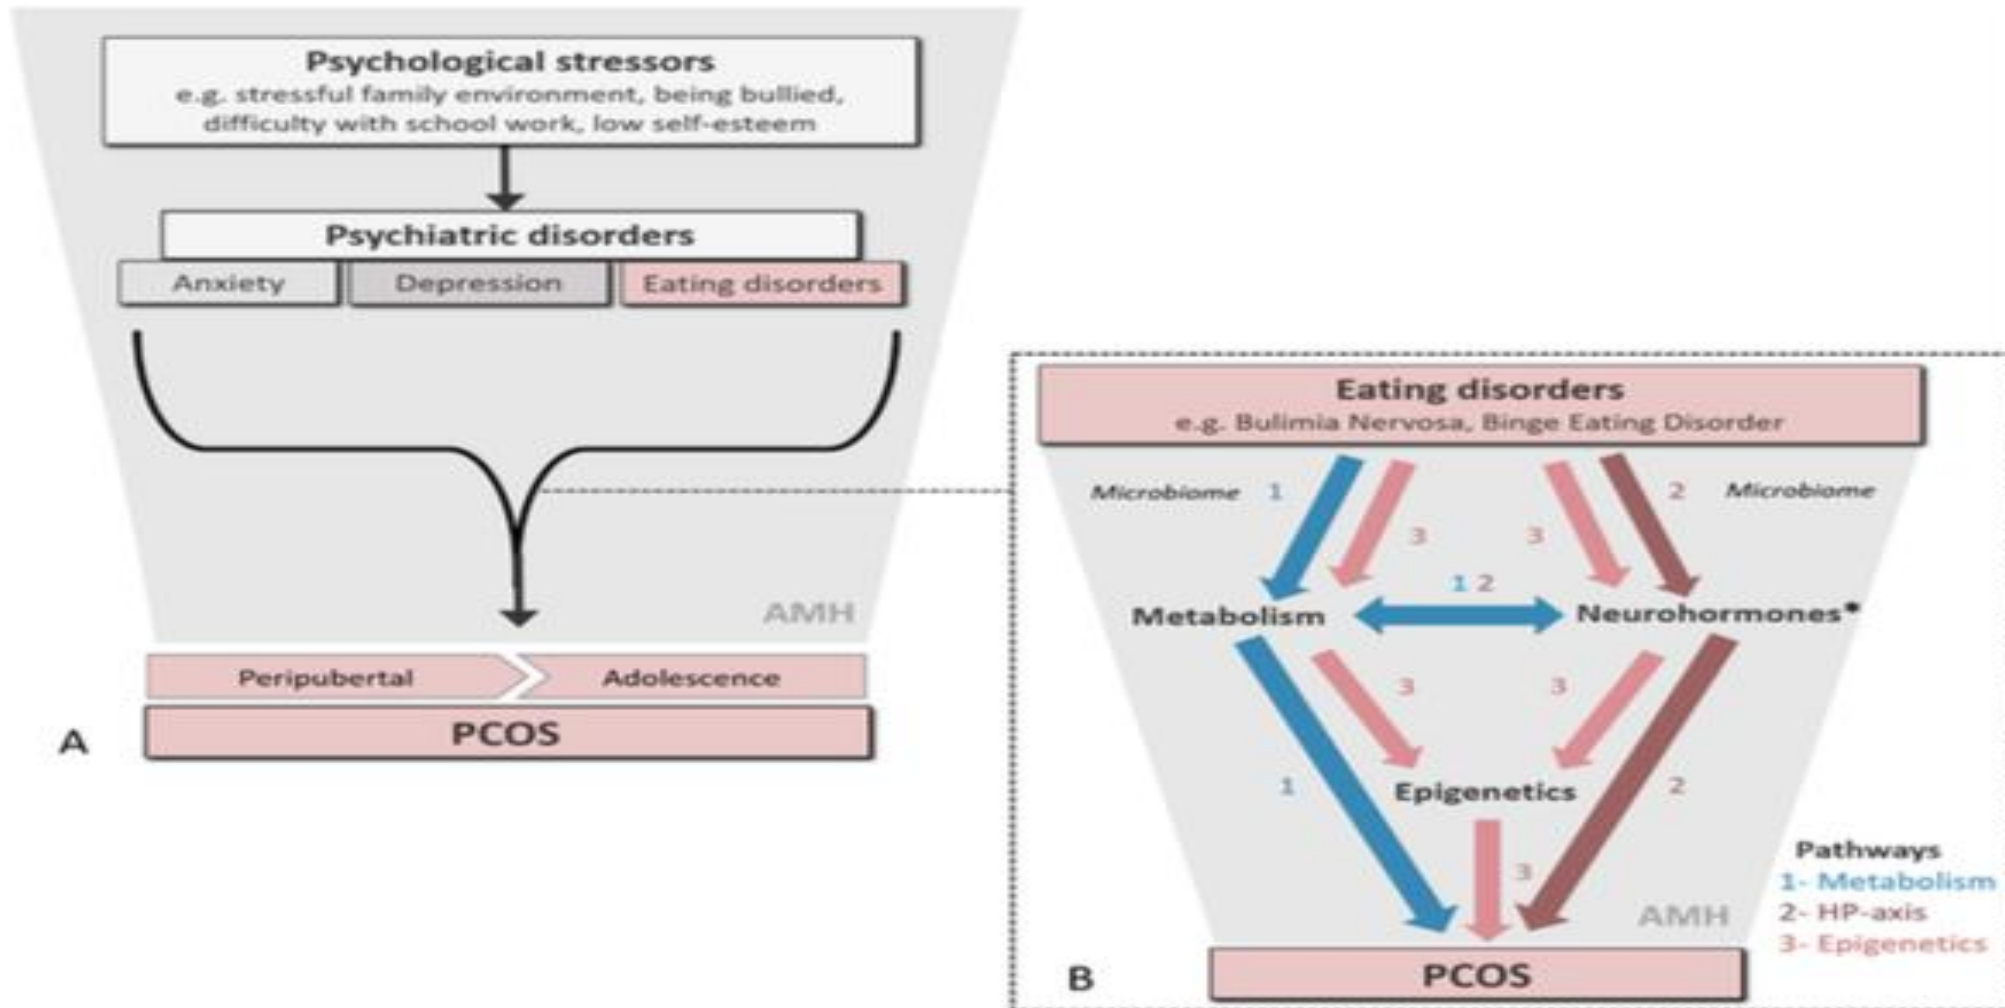 Psychological stressors
e.g. stressful family environment, being bullied,
difficulty with school work, low self-esteem
Psychiatric disorders
Anxiety
Depression
Eating disorders
AMH
Peripubertal
Adolescence
PCOS
A
Eating disorders
e.g. Bulimia Nervosa, Binge Eating Disorder
Microbiome 1
2 Microbiome
3
3
1 2
Metabolism
Neurohormones*
3
3
1
Epigenetics
2
3
AMH
Pathways
1- Metabolism
2- HP-axis
3- Epigenetics
B
PCOS